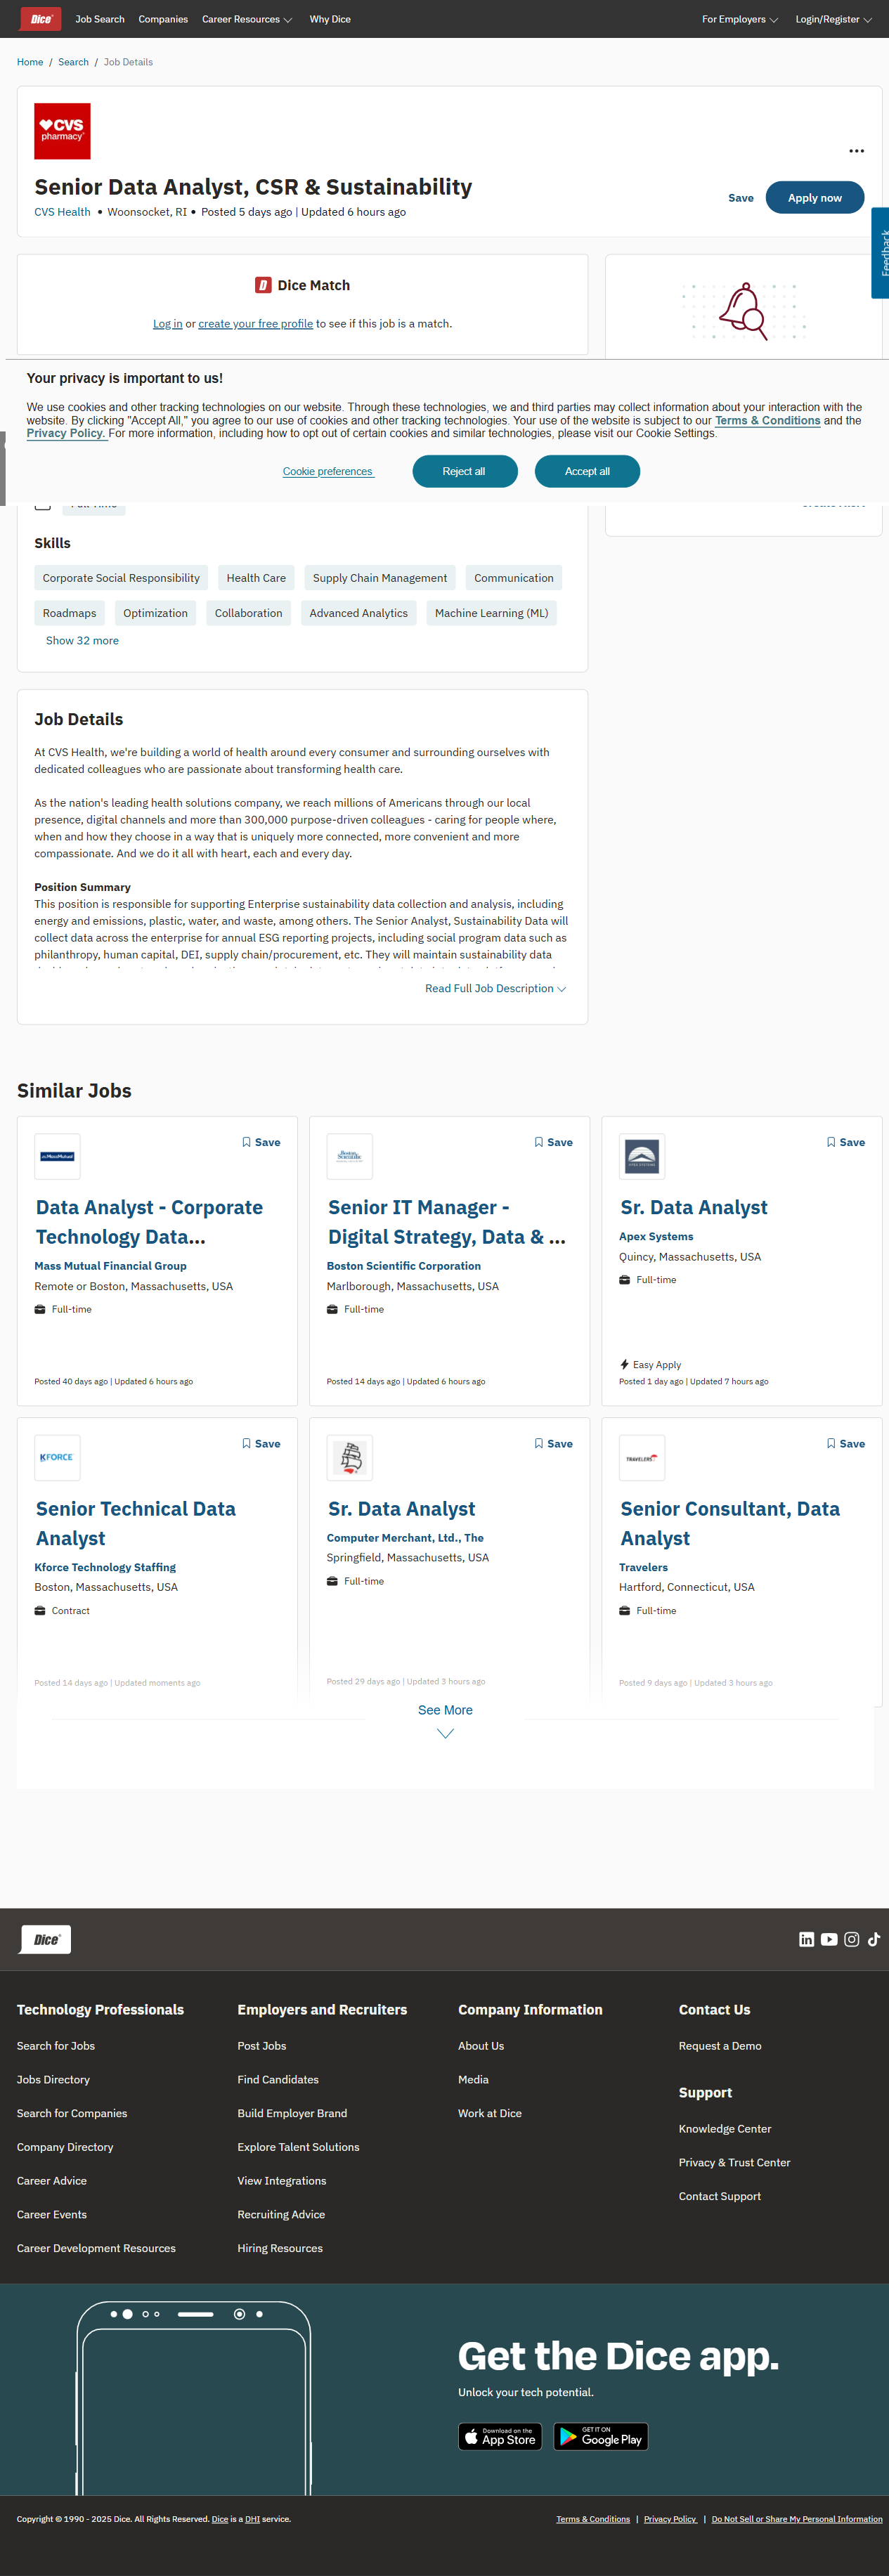 Dice
Job Search
Companies
Career Resources
Why Dice
For Employers
Login/Register
Home / Search / Job Details
CVS
pharmacy
Senior Data Analyst, CSR & Sustainability
CVS Health • Woonsocket, RI • Posted 5 days ago | Updated 6 hours ago
Save
Apply now
Feedback
Dice Match
Log in or create your free profile to see if this job is a match.
Your privacy is important to us!
We use cookies and other tracking technologies on our website. Through these technologies, we and third parties may collect information about your interaction with the
website. By clicking "Accept All," you agree to our use of cookies and other tracking technologies. Your use of the website is subject to our Terms & Conditions and the
Privacy Policy. For more information, including how to opt out of certain cookies and similar technologies, please visit our Cookie Settings.
Cookie preferences
Reject all
Accept all
Skills
Corporate Social Responsibility
Health Care
Supply Chain Management
Communication
Roadmaps
Optimization
Collaboration
Advanced Analytics
Machine Learning (ML)
Show 32 more
Job Details
At CVS Health, we're building a world of health around every consumer and surrounding ourselves with
dedicated colleagues who are passionate about transforming health care.
As the nation's leading health solutions company, we reach millions of Americans through our local
presence, digital channels and more than 300,000 purpose-driven colleagues - caring for people where,
when and how they choose in a way that is uniquely more connected, more convenient and more
compassionate. And we do it all with heart, each and every day.
Position Summary
This position is responsible for supporting Enterprise sustainability data collection and analysis, including
energy and emissions, plastic, water, and waste, among others. The Senior Analyst, Sustainability Data will
collect data across the enterprise for annual ESG reporting projects, including social program data such as
philanthropy, human capital, DEI, supply chain/procurement, etc. They will maintain sustainability data
Read Full Job Description
Similar Jobs
MassMutual
Save
Data Analyst - Corporate
Technology Data...
Mass Mutual Financial Group
Remote or Boston, Massachusetts, USA
Full-time
Posted 40 days ago | Updated 6 hours ago
Boston
Scientific
Save
Senior IT Manager -
Digital Strategy, Data & ...
Boston Scientific Corporation
Marlborough, Massachusetts, USA
Full-time
Posted 14 days ago | Updated 6 hours ago
Save
Sr. Data Analyst
Apex Systems
Quincy, Massachusetts, USA
Full-time
Easy Apply
Posted 1 day ago | Updated 7 hours ago
KFORCE
Save
Senior Technical Data
Analyst
Kforce Technology Staffing
Boston, Massachusetts, USA
Contract
Posted 14 days ago | Updated moments ago
Save
Sr. Data Analyst
Computer Merchant, Ltd., The
Springfield, Massachusetts, USA
Full-time
Posted 29 days ago | Updated 3 hours ago
TRAVELERS
Save
Senior Consultant, Data
Analyst
Travelers
Hartford, Connecticut, USA
Full-time
Posted 9 days ago | Updated 3 hours ago
See More
Dice
Technology Professionals
Search for Jobs
Jobs Directory
Search for Companies
Company Directory
Career Advice
Career Events
Career Development Resources
Employers and Recruiters
Post Jobs
Find Candidates
Build Employer Brand
Explore Talent Solutions
View Integrations
Recruiting Advice
Hiring Resources
Company Information
About Us
Media
Work at Dice
Contact Us
Request a Demo
Support
Knowledge Center
Privacy & Trust Center
Contact Support
Get the Dice app.
Unlock your tech potential.
Download on the
App Store
GET IT ON
Google Play
Copyright © 1990 - 2025 Dice. All Rights Reserved. Dice is a DHI service.
Terms & Conditions | Privacy Policy | Do Not Sell or Share My Personal Information